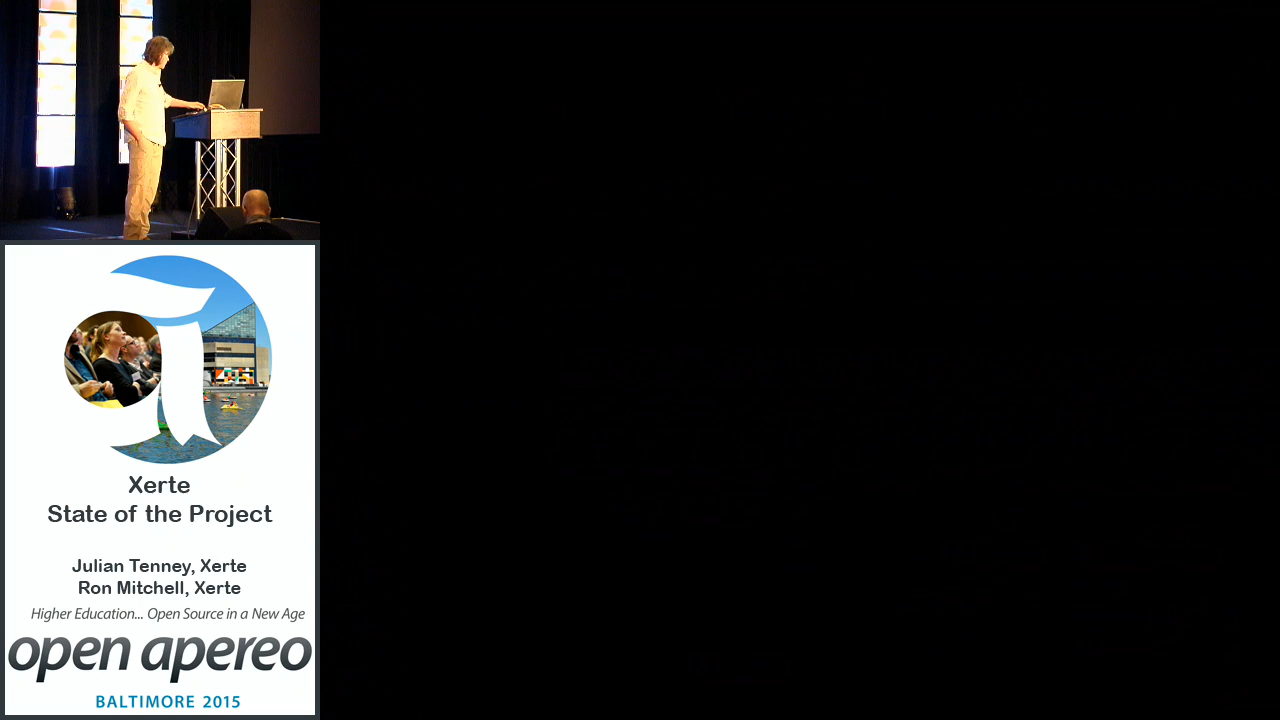 Xerte
State of the Project
Julian Tenney, Xerte
Ron Mitchell, Xerte
Higher Education... Open Source in a New Age
open apereo
BALTIMORE 2015